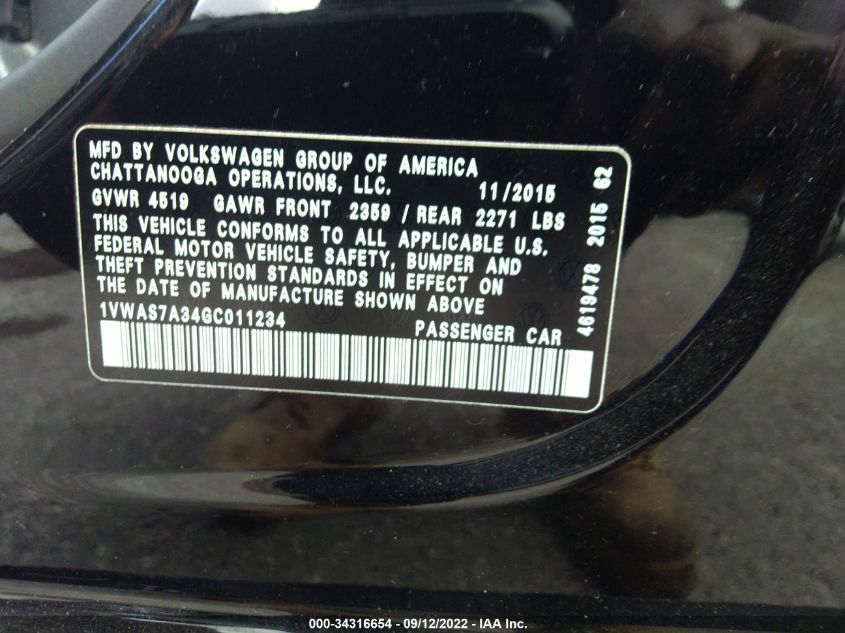 MFD BY VOLKSWAGEN GROUP OF AMERICA
CHATTANOOGA OPERATIONS, LLC. 11/2015
GVWR 4519 GAWR FRONT 2359 / REAR 2271 LBS
THIS VEHICLE CONFORMS TO ALL APPLICABLE U.S.
FEDERAL MOTOR VEHICLE SAFETY, BUMPER AND
THEFT PREVENTION STANDARDS IN EFFECT ON
THE DATE OF MANUFACTURE SHOWN ABOVE
1VWAS7A34GC011234 PASSENGER CAR
4619478 2015 62
000-34316654 - 09/12/2022 - IAA Inc.